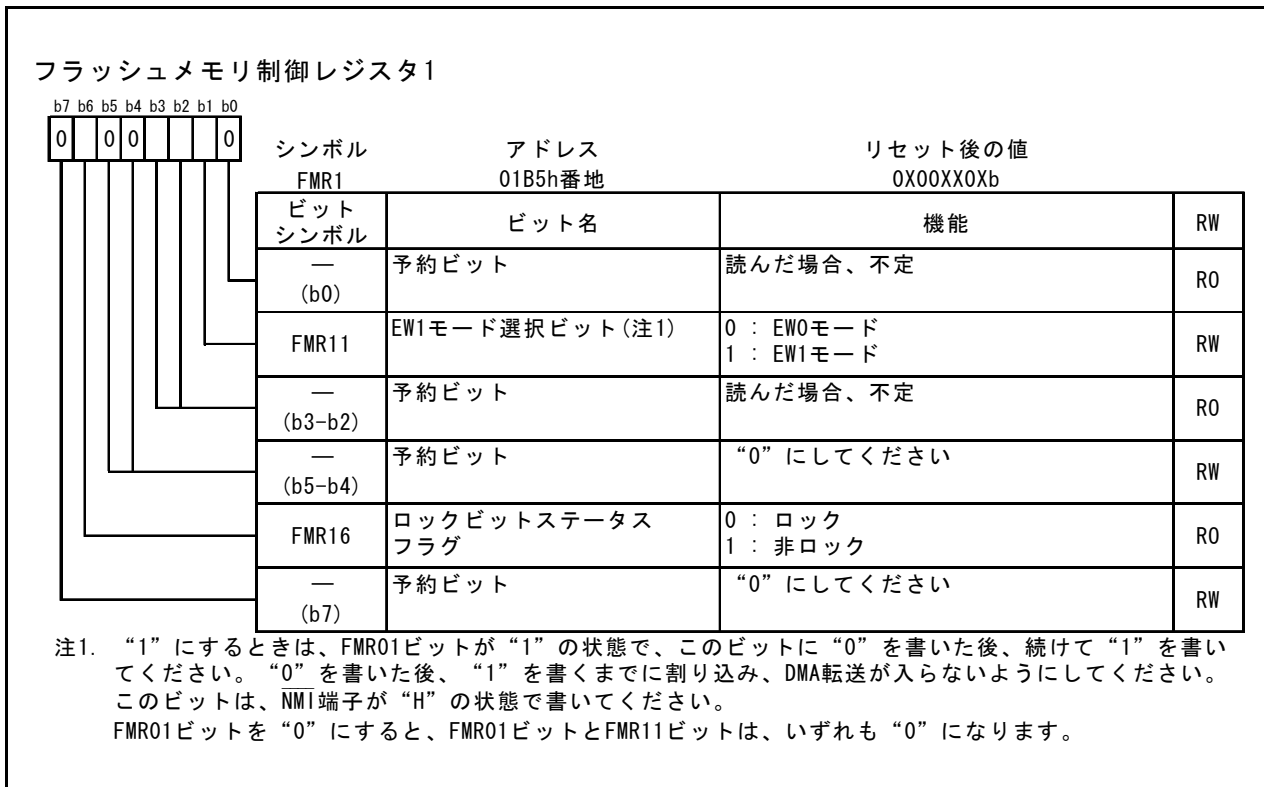 フラッシュメモリ制御レジスタ1
b7 b6 b5 b4 b3 b2 b1 b0
0 0 0 0
シンボル アドレス リセット後の値
FMR1 01B5h番地 0X00XX0Xb
ビット
シンボル ビット名 機能 RW
—
(b0) 予約ビット 読んだ場合、不定 RO
FMR11 EW1モード選択ビット(注1) 0 : EW0モード
1 : EW1モード RW
—
(b3-b2) 予約ビット 読んだ場合、不定 RO
—
(b5-b4) 予約ビット “0”にしてください RW
FMR16 ロックビットステータス
フラグ 0 : ロック
1 : 非ロック RO
—
(b7) 予約ビット “0”にしてください RW
注1. “1”にするときは、FMR01ビットが“1”の状態で、このビットに“0”を書いた後、続けて“1”を書い
てください。“0”を書いた後、“1”を書くまでに割り込み、DMA転送が入らないようにしてください。
このビットは、NMI端子が“H”の状態で書いてください。
FMR01ビットを“0”にすると、FMR01ビットとFMR11ビットは、いずれも“0”になります。